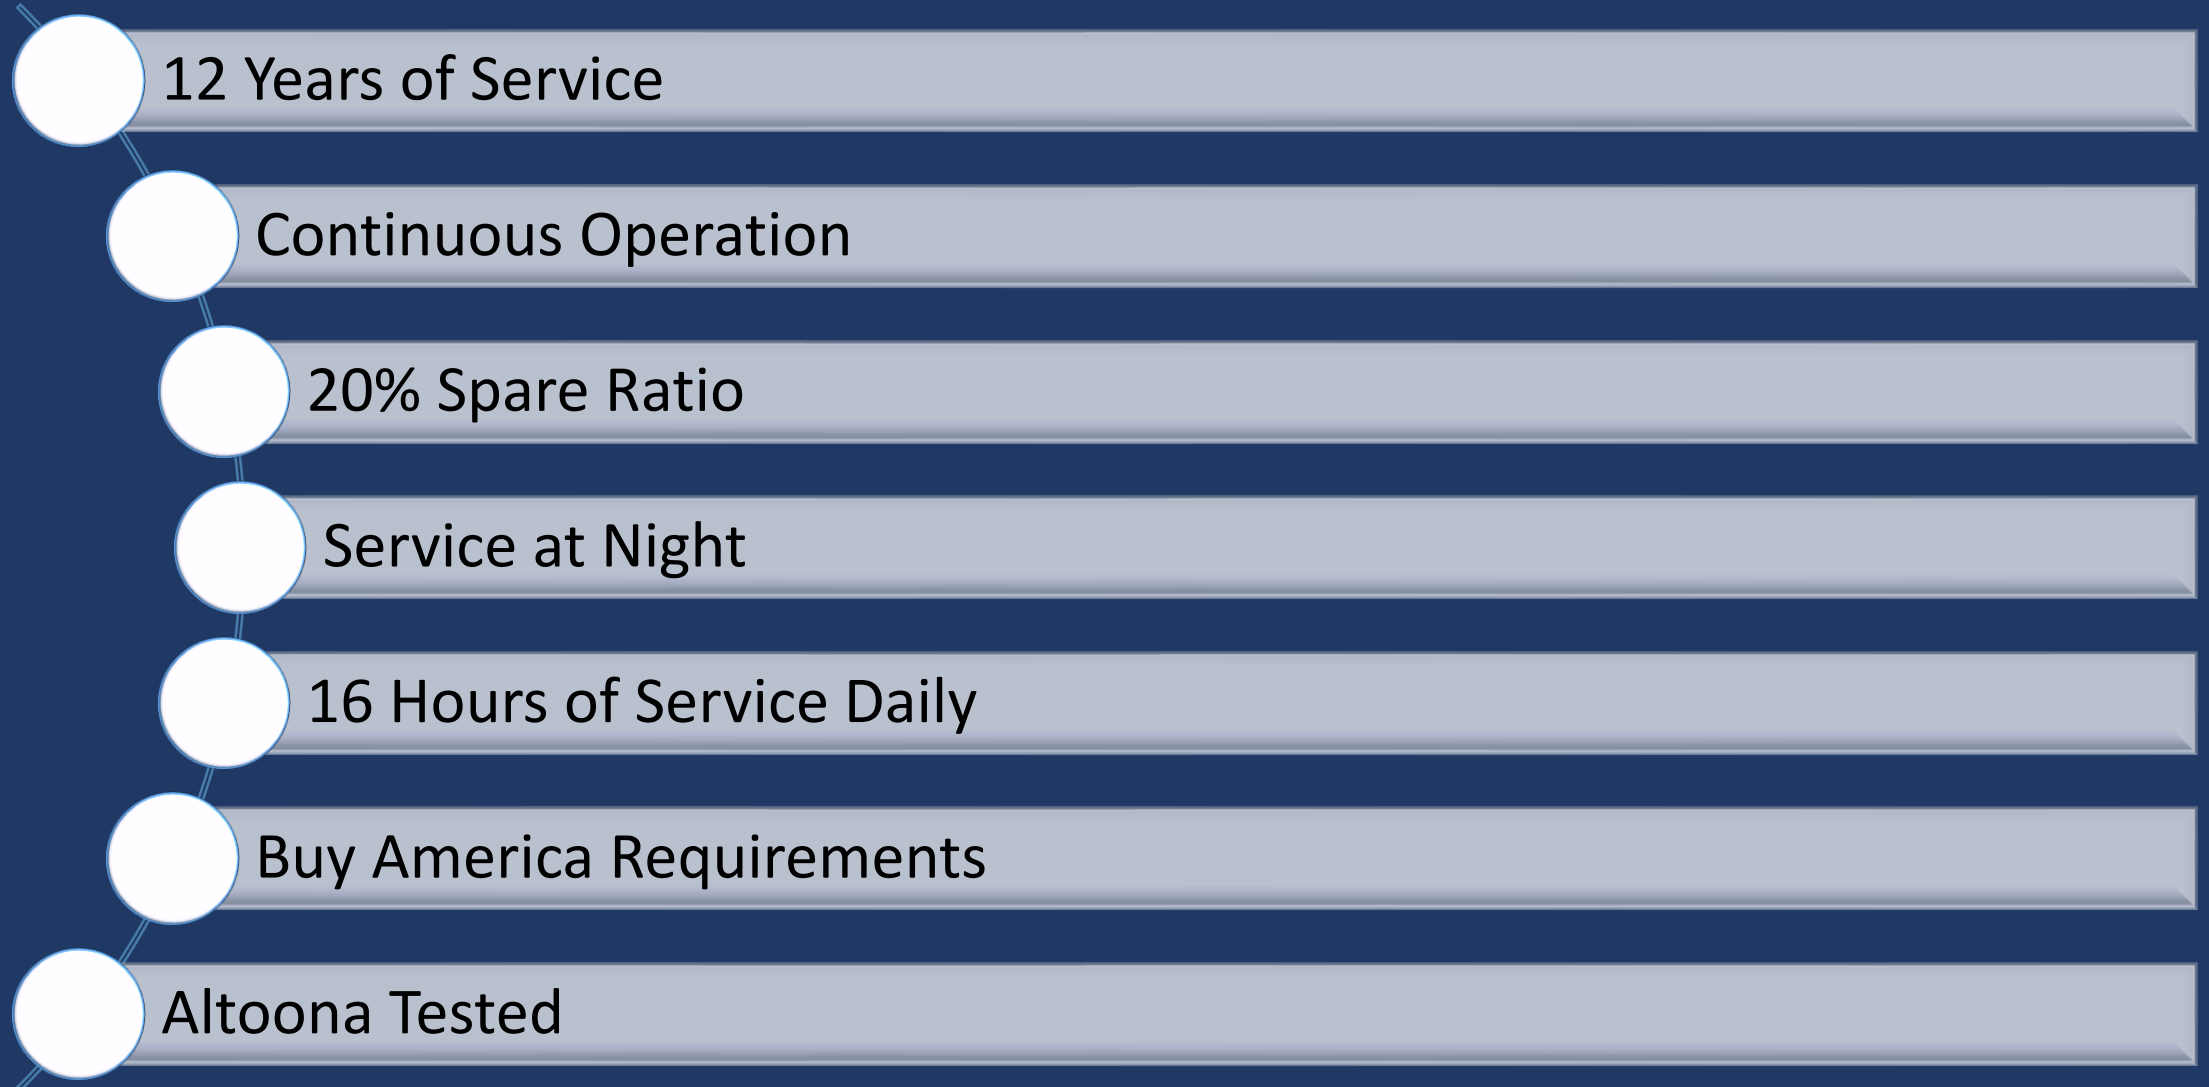 12 Years of Service
Continuous Operation
20% Spare Ratio
Service at Night
16 Hours of Service Daily
Buy America Requirements
Altoona Tested